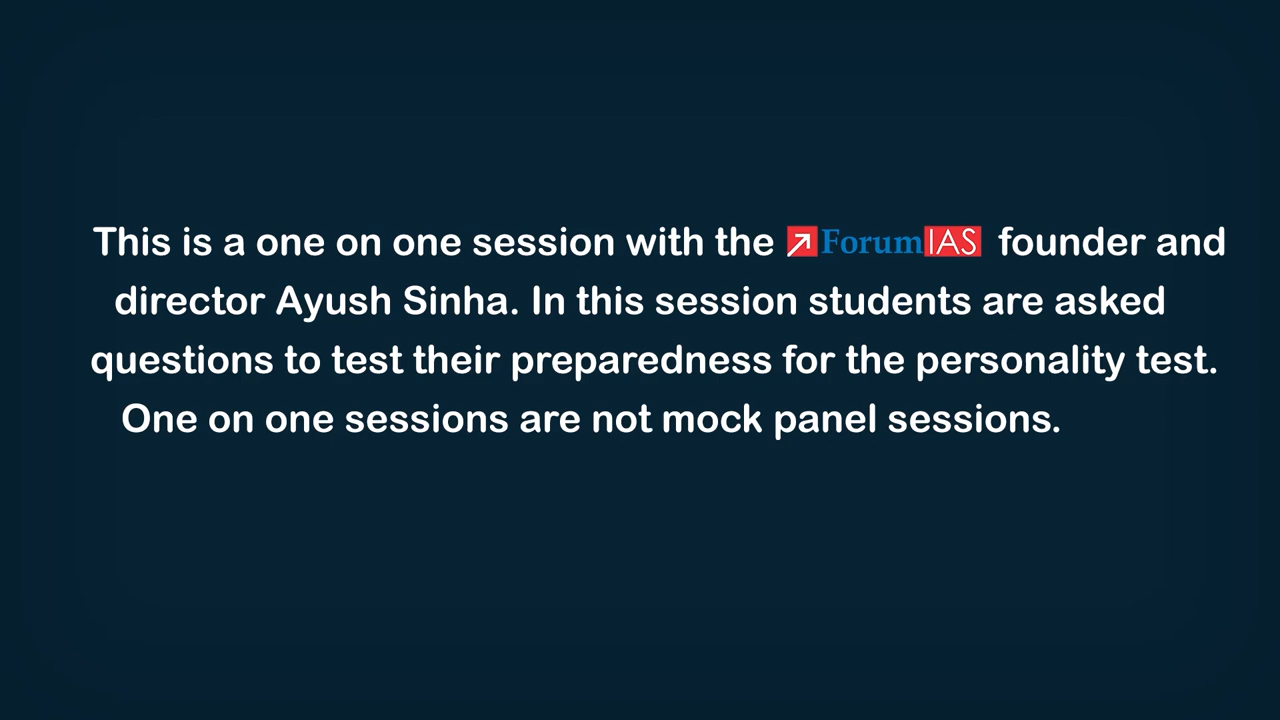 This is a one on one session with the ForumIAS founder and
director Ayush Sinha. In this session students are asked
questions to test their preparedness for the personality test.
One on one sessions are not mock panel sessions.